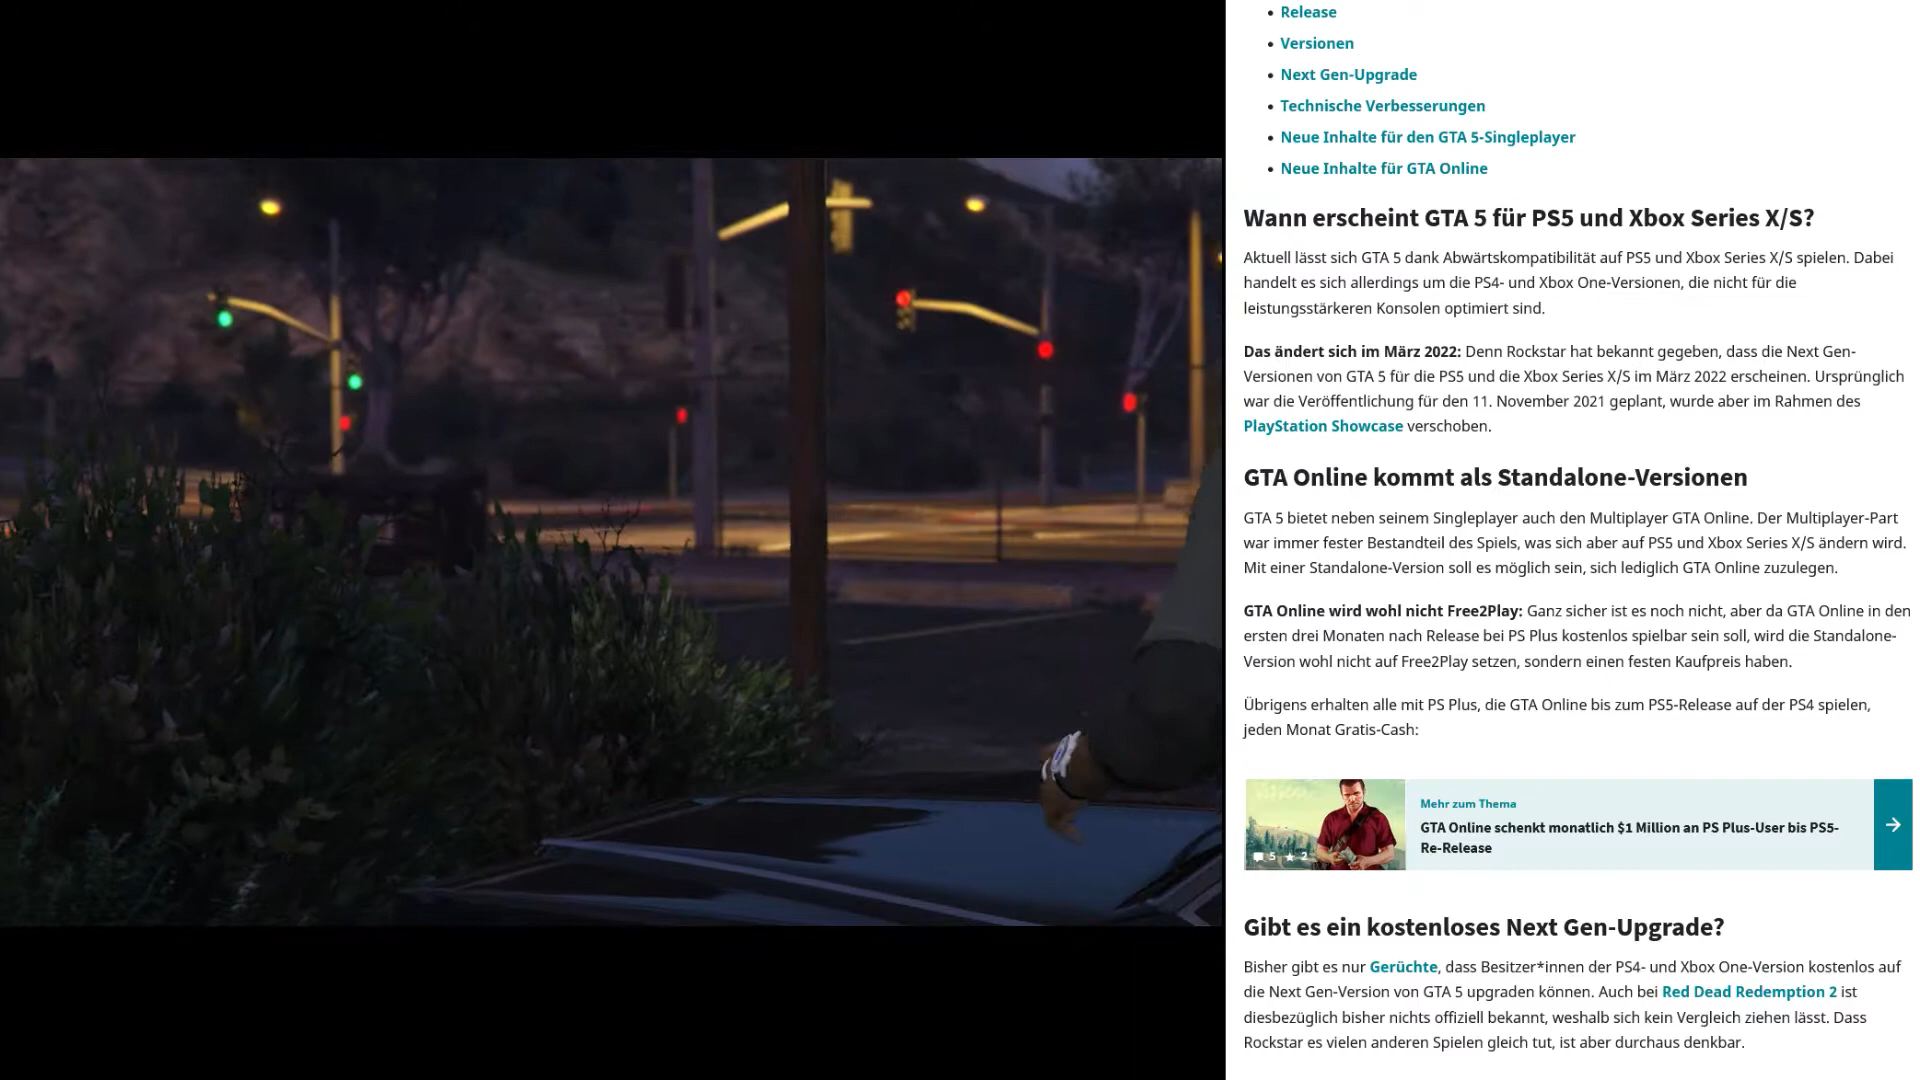 Release
Versionen
Next Gen-Upgrade
Technische Verbesserungen
Neue Inhalte für den GTA 5-Singleplayer
Neue Inhalte für GTA Online
Wann erscheint GTA 5 für PS5 und Xbox Series X/S?
Aktuell lässt sich GTA 5 dank Abwärtskompatibilität auf PS5 und Xbox Series X/S spielen. Dabei
handelt es sich allerdings um die PS4- und Xbox One-Versionen, die nicht für die
leistungsstärkeren Konsolen optimiert sind.
Das ändert sich im März 2022: Denn Rockstar hat bekannt gegeben, dass die Next Gen-
Versionen von GTA 5 für die PS5 und die Xbox Series X/S im März 2022 erscheinen. Ursprünglich
war die Veröffentlichung für den 11. November 2021 geplant, wurde aber im Rahmen des
PlayStation Showcase verschoben.
GTA Online kommt als Standalone-Versionen
GTA 5 bietet neben seinem Singleplayer auch den Multiplayer GTA Online. Der Multiplayer-Part
war immer fester Bestandteil des Spiels, was sich aber auf PS5 und Xbox Series X/S ändern wird.
Mit einer Standalone-Version soll es möglich sein, sich lediglich GTA Online zuzulegen.
GTA Online wird wohl nicht Free2Play: Ganz sicher ist es noch nicht, aber da GTA Online in den
ersten drei Monaten nach Release bei PS Plus kostenlos spielbar sein soll, wird die Standalone-
Version wohl nicht auf Free2Play setzen, sondern einen festen Kaufpreis haben.
Übrigens erhalten alle mit PS Plus, die GTA Online bis zum PS5-Release auf der PS4 spielen,
jeden Monat Gratis-Cash:
Mehr zum Thema
GTA Online schenkt monatlich $1 Million an PS Plus-User bis PS5-
Re-Release
5 2
Gibt es ein kostenloses Next Gen-Upgrade?
Bisher gibt es nur Gerüchte, dass Besitzer*innen der PS4- und Xbox One-Version kostenlos auf
die Next Gen-Version von GTA 5 upgraden können. Auch bei Red Dead Redemption 2 ist
diesbezüglich bisher nichts offiziell bekannt, weshalb sich kein Vergleich ziehen lässt. Dass
Rockstar es vielen anderen Spielen gleich tut, ist aber durchaus denkbar.